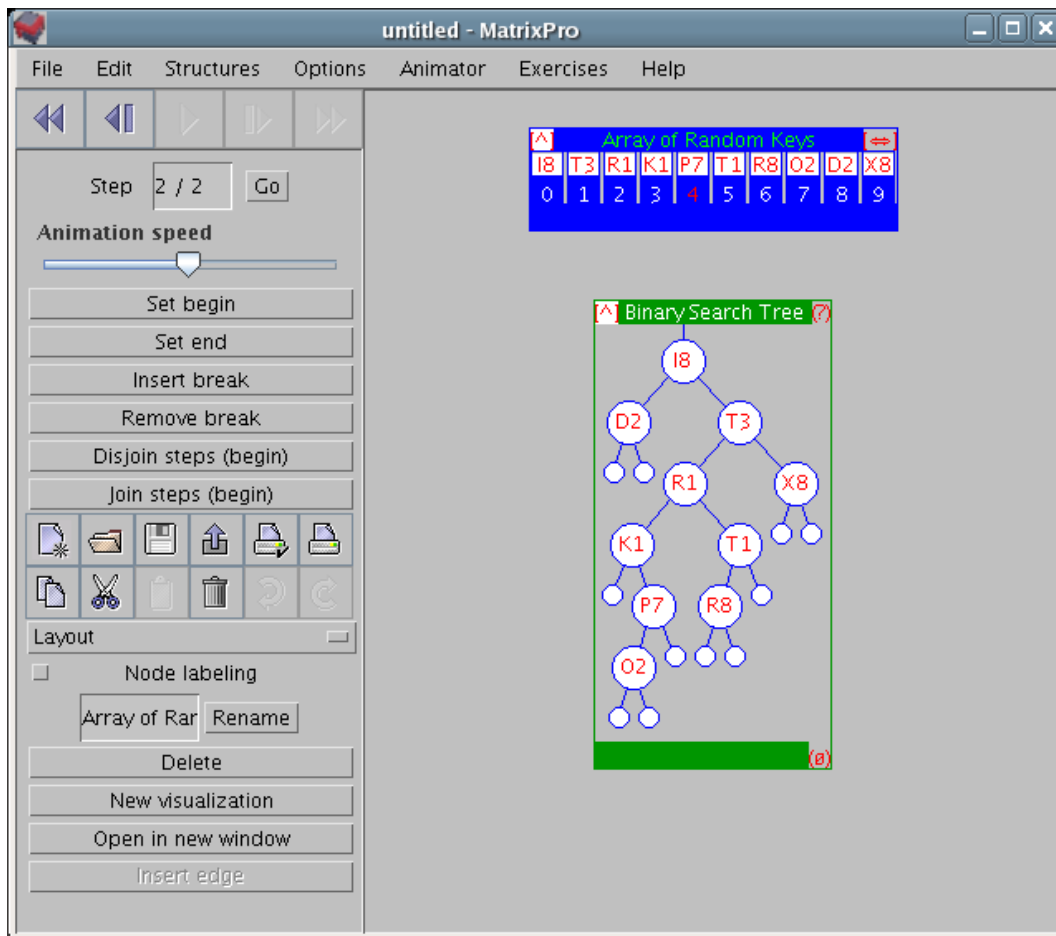 untitled - MatrixPro
File Edit Structures Options Animator Exercises Help
Step 2 / 2 Go
Animation speed
Set begin
Set end
Insert break
Remove break
Disjoin steps (begin)
Join steps (begin)
Layout
Node labeling
Array of Rar Rename
Delete
New visualization
Open in new window
Insert edge
[^] Array of Random Keys [⇔]
I8 T3 R1 K1 P7 T1 R8 O2 D2 X8
0 1 2 3 4 5 6 7 8 9
[^] Binary Search Tree (?)
I8
D2 T3
R1 X8
K1 T1
P7 R8
O2
(ø)